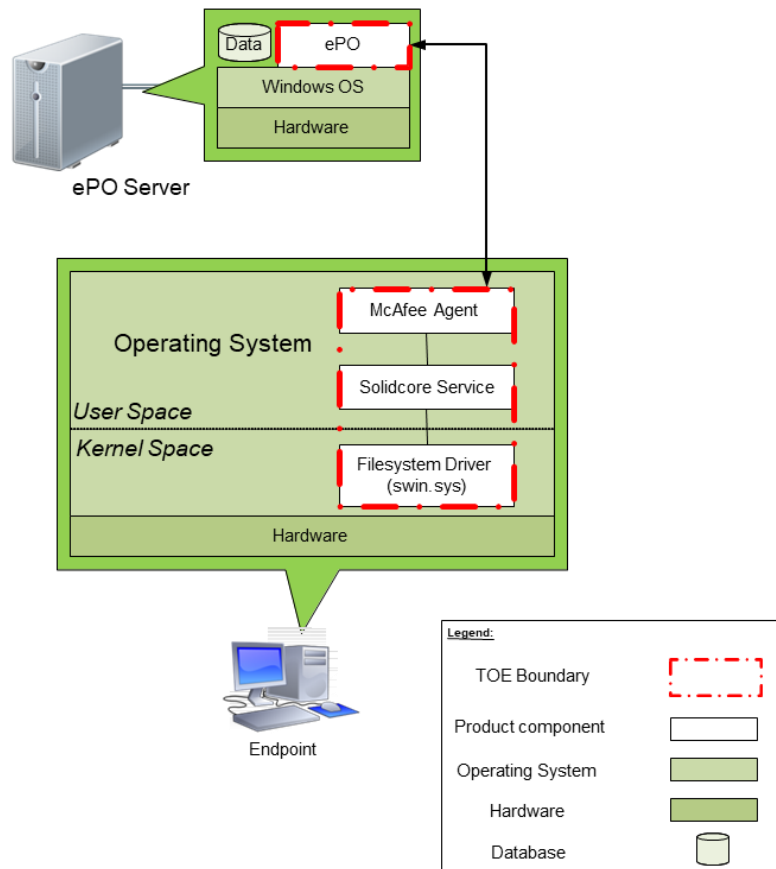 Data
ePO
Windows OS
Hardware
ePO Server
McAfee Agent
Operating System
Solidcore Service
User Space
Kernel Space
Filesystem Driver
(swin.sys)
Hardware
Endpoint
Legend:
TOE Boundary
Product component
Operating System
Hardware
Database